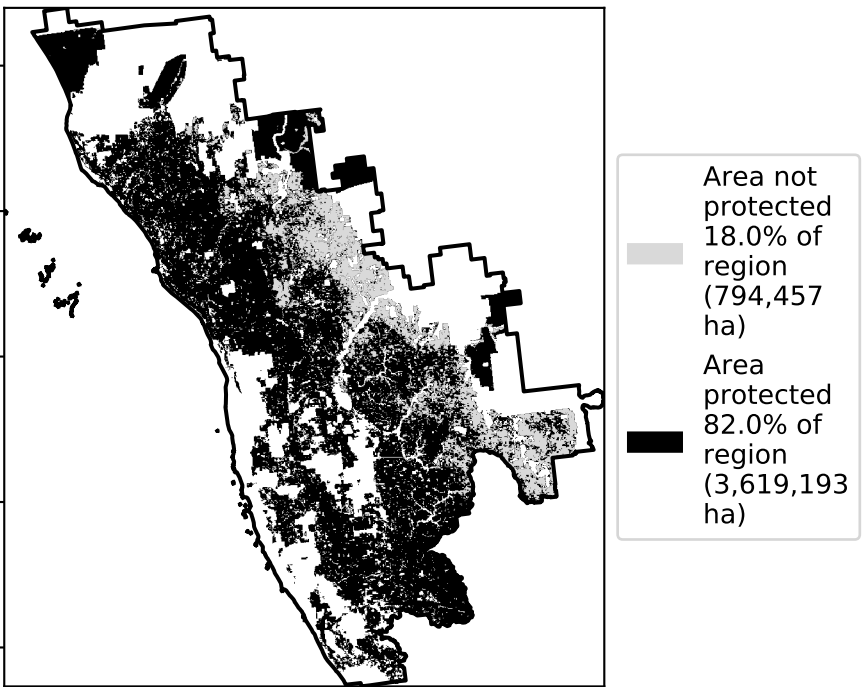 Area not
protected
18.0% of
region
(794,457
ha)
Area
protected
82.0% of
region
(3,619,193
ha)